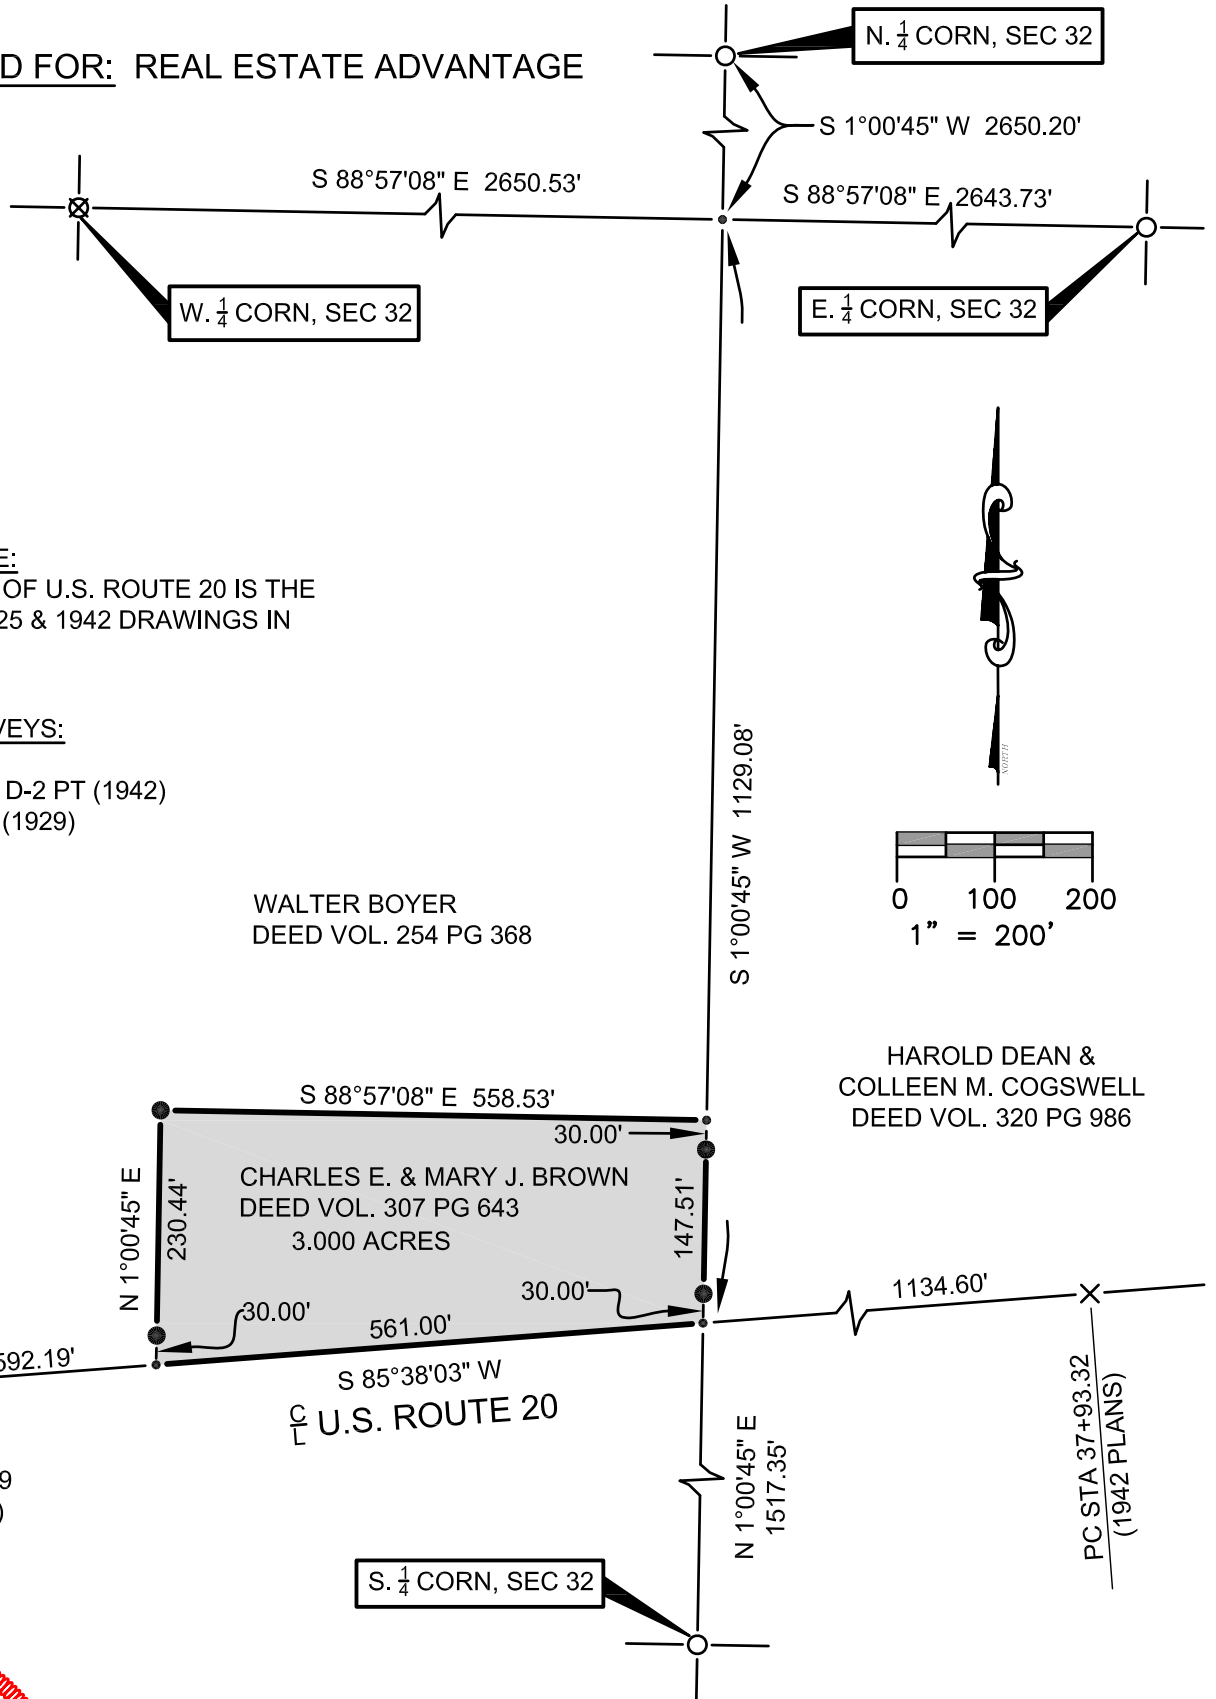 D FOR: REAL ESTATE ADVANTAGE
N. 1/4 CORN, SEC 32
S 1°00'45" W 2650.20'
S 88°57'08" E 2650.53'
S 88°57'08" E 2643.73'
W. 1/4 CORN, SEC 32
E. 1/4 CORN, SEC 32
E:
OF U.S. ROUTE 20 IS THE
25 & 1942 DRAWINGS IN
VEYS:
D-2 PT (1942)
(1929)
NORTH
S 1°00'45" W 1129.08'
0 100 200
1" = 200'
WALTER BOYER
DEED VOL. 254 PG 368
HAROLD DEAN &
COLLEEN M. COGSWELL
DEED VOL. 320 PG 986
S 88°57'08" E 558.53'
30.00'
CHARLES E. & MARY J. BROWN
DEED VOL. 307 PG 643
3.000 ACRES
N 1°00'45" E
230.44'
147.51'
30.00'
30.00'
561.00'
1134.60'
592.19'
S 85°38'03" W
C/L U.S. ROUTE 20
PC STA 37+93.32
(1942 PLANS)
N 1°00'45" E
1517.35'
9
)
S. 1/4 CORN, SEC 32